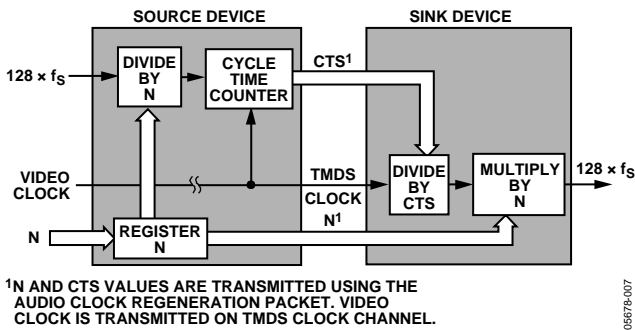 SOURCE DEVICE
SINK DEVICE
128 × fS
DIVIDE
BY
N
CYCLE
TIME
COUNTER
CTS¹
VIDEO
CLOCK
TMDS
CLOCK
N¹
DIVIDE
BY
CTS
MULTIPLY
BY
N
128 × fS
N
REGISTER
N
¹N AND CTS VALUES ARE TRANSMITTED USING THE
AUDIO CLOCK REGENERATION PACKET. VIDEO
CLOCK IS TRANSMITTED ON TMDS CLOCK CHANNEL.
05678-007